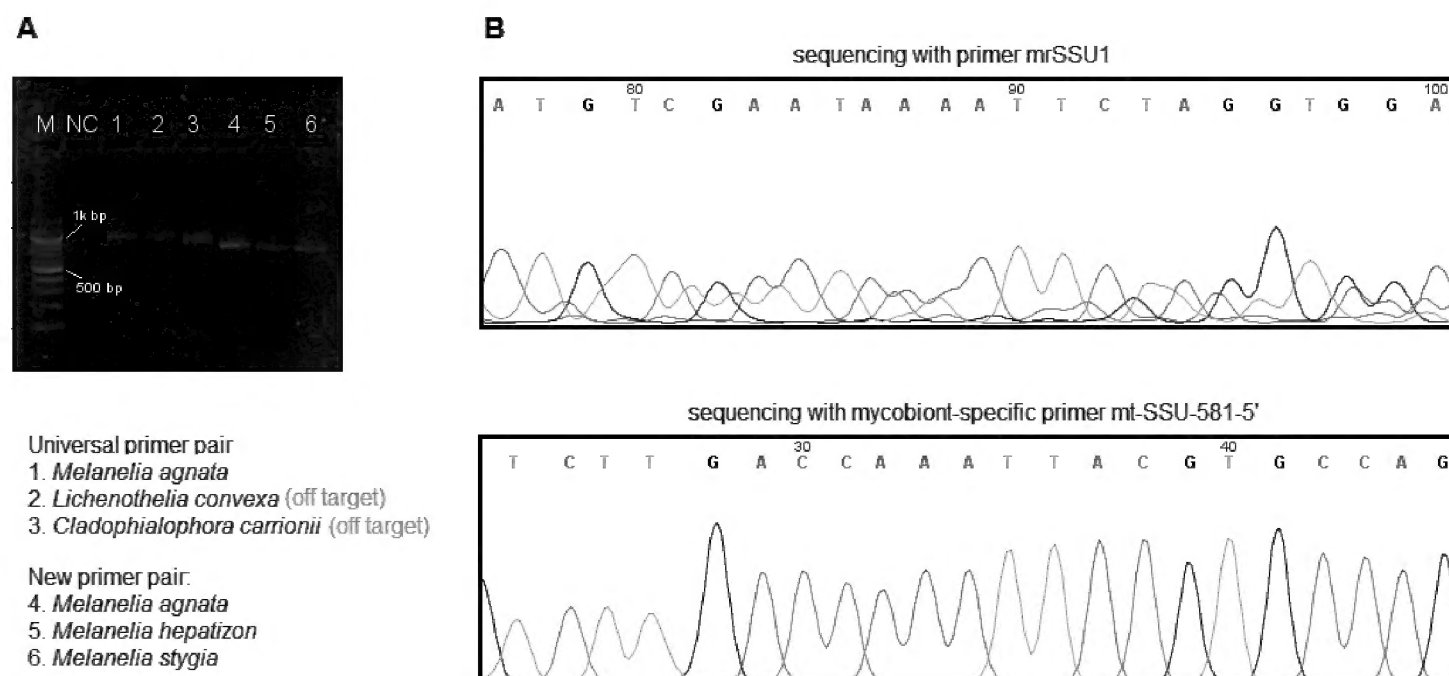 A
M NC 1 2 3 4 5 6
1k bp
500 bp
Universal primer pair
1. Melanelia agnata
2. Lichenothelia convexa (off target)
3. Cladophialophora carrionii (off target)
New primer pair:
4. Melanelia agnata
5. Melanelia hepatizon
6. Melanelia stygia
B
sequencing with primer mrSSU1
80 90 100
A T G T C G A A T A A A A T T C T A G G T G G A
sequencing with mycobiont-specific primer mt-SSU-581-5'
30 40
T C T T G A C C A A A T T A C G T G C C A G